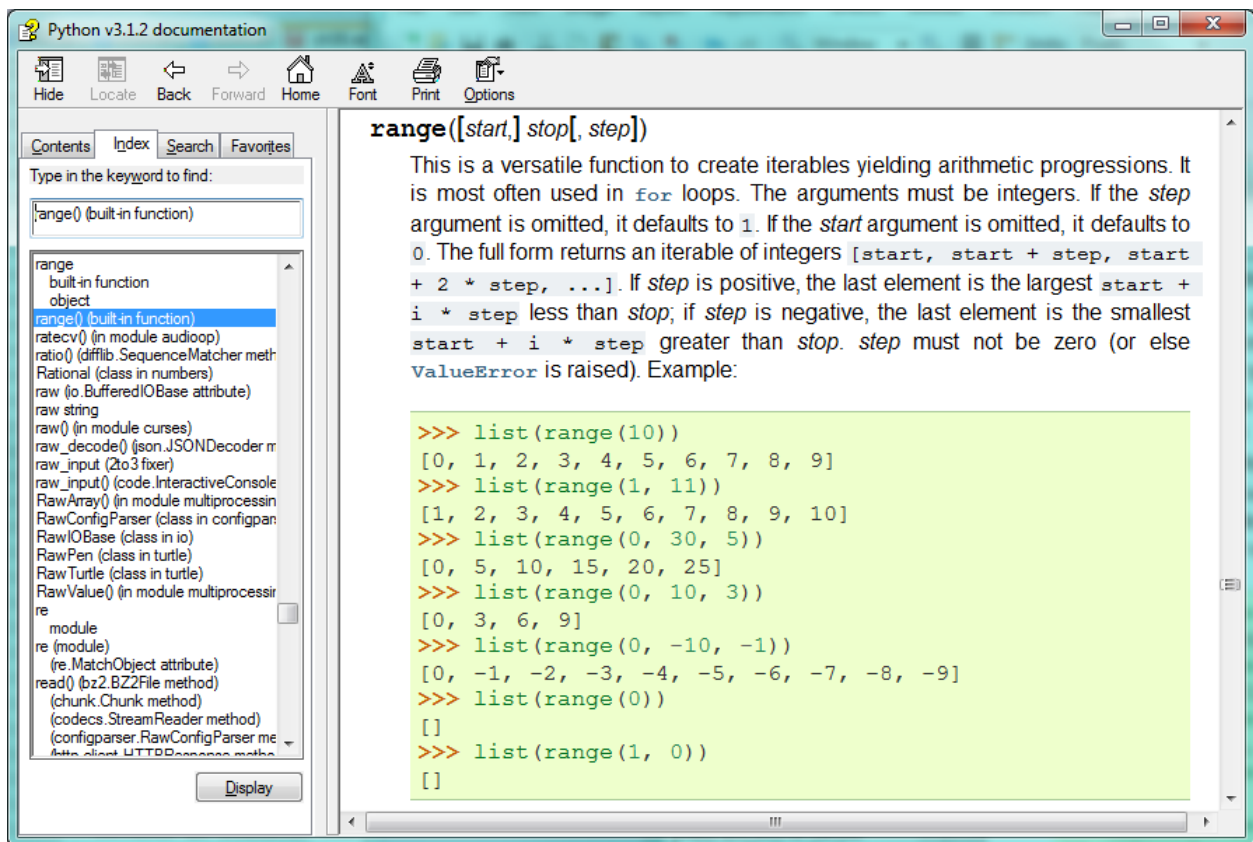 Python v3.1.2 documentation
Hide Locate Back Forward Home Font Print Options
Contents Index Search Favorites
Type in the keyword to find:
range() (built-in function)
range
built-in function
object
range() (built-in function)
ratecv() (in module audioop)
ratio() (difflib.SequenceMatcher meth
Rational (class in numbers)
raw (io.BufferedIOBase attribute)
raw string
raw() (in module curses)
raw_decode() (json.JSONDecoder m
raw_input (2to3 fixer)
raw_input() (code.InteractiveConsole
RawArray() (in module multiprocessin
RawConfigParser (class in configpars
RawIOBase (class in io)
RawPen (class in turtle)
RawTurtle (class in turtle)
RawValue() (in module multiprocessir
re
module
re (module)
(re.MatchObject attribute)
read() (bz2.BZ2File method)
(chunk.Chunk method)
(codecs.StreamReader method)
(configparser.RawConfigParser me
(http.client.HTTPResponse metho
Display
range([start,] stop[, step])
This is a versatile function to create iterables yielding arithmetic progressions. It
is most often used in for loops. The arguments must be integers. If the step
argument is omitted, it defaults to 1. If the start argument is omitted, it defaults to
0. The full form returns an iterable of integers [start, start + step, start
+ 2 * step, ...]. If step is positive, the last element is the largest start +
i * step less than stop; if step is negative, the last element is the smallest
start + i * step greater than stop. step must not be zero (or else
ValueError is raised). Example:
>>> list(range(10))
[0, 1, 2, 3, 4, 5, 6, 7, 8, 9]
>>> list(range(1, 11))
[1, 2, 3, 4, 5, 6, 7, 8, 9, 10]
>>> list(range(0, 30, 5))
[0, 5, 10, 15, 20, 25]
>>> list(range(0, 10, 3))
[0, 3, 6, 9]
>>> list(range(0, -10, -1))
[0, -1, -2, -3, -4, -5, -6, -7, -8, -9]
>>> list(range(0))
[]
>>> list(range(1, 0))
[]